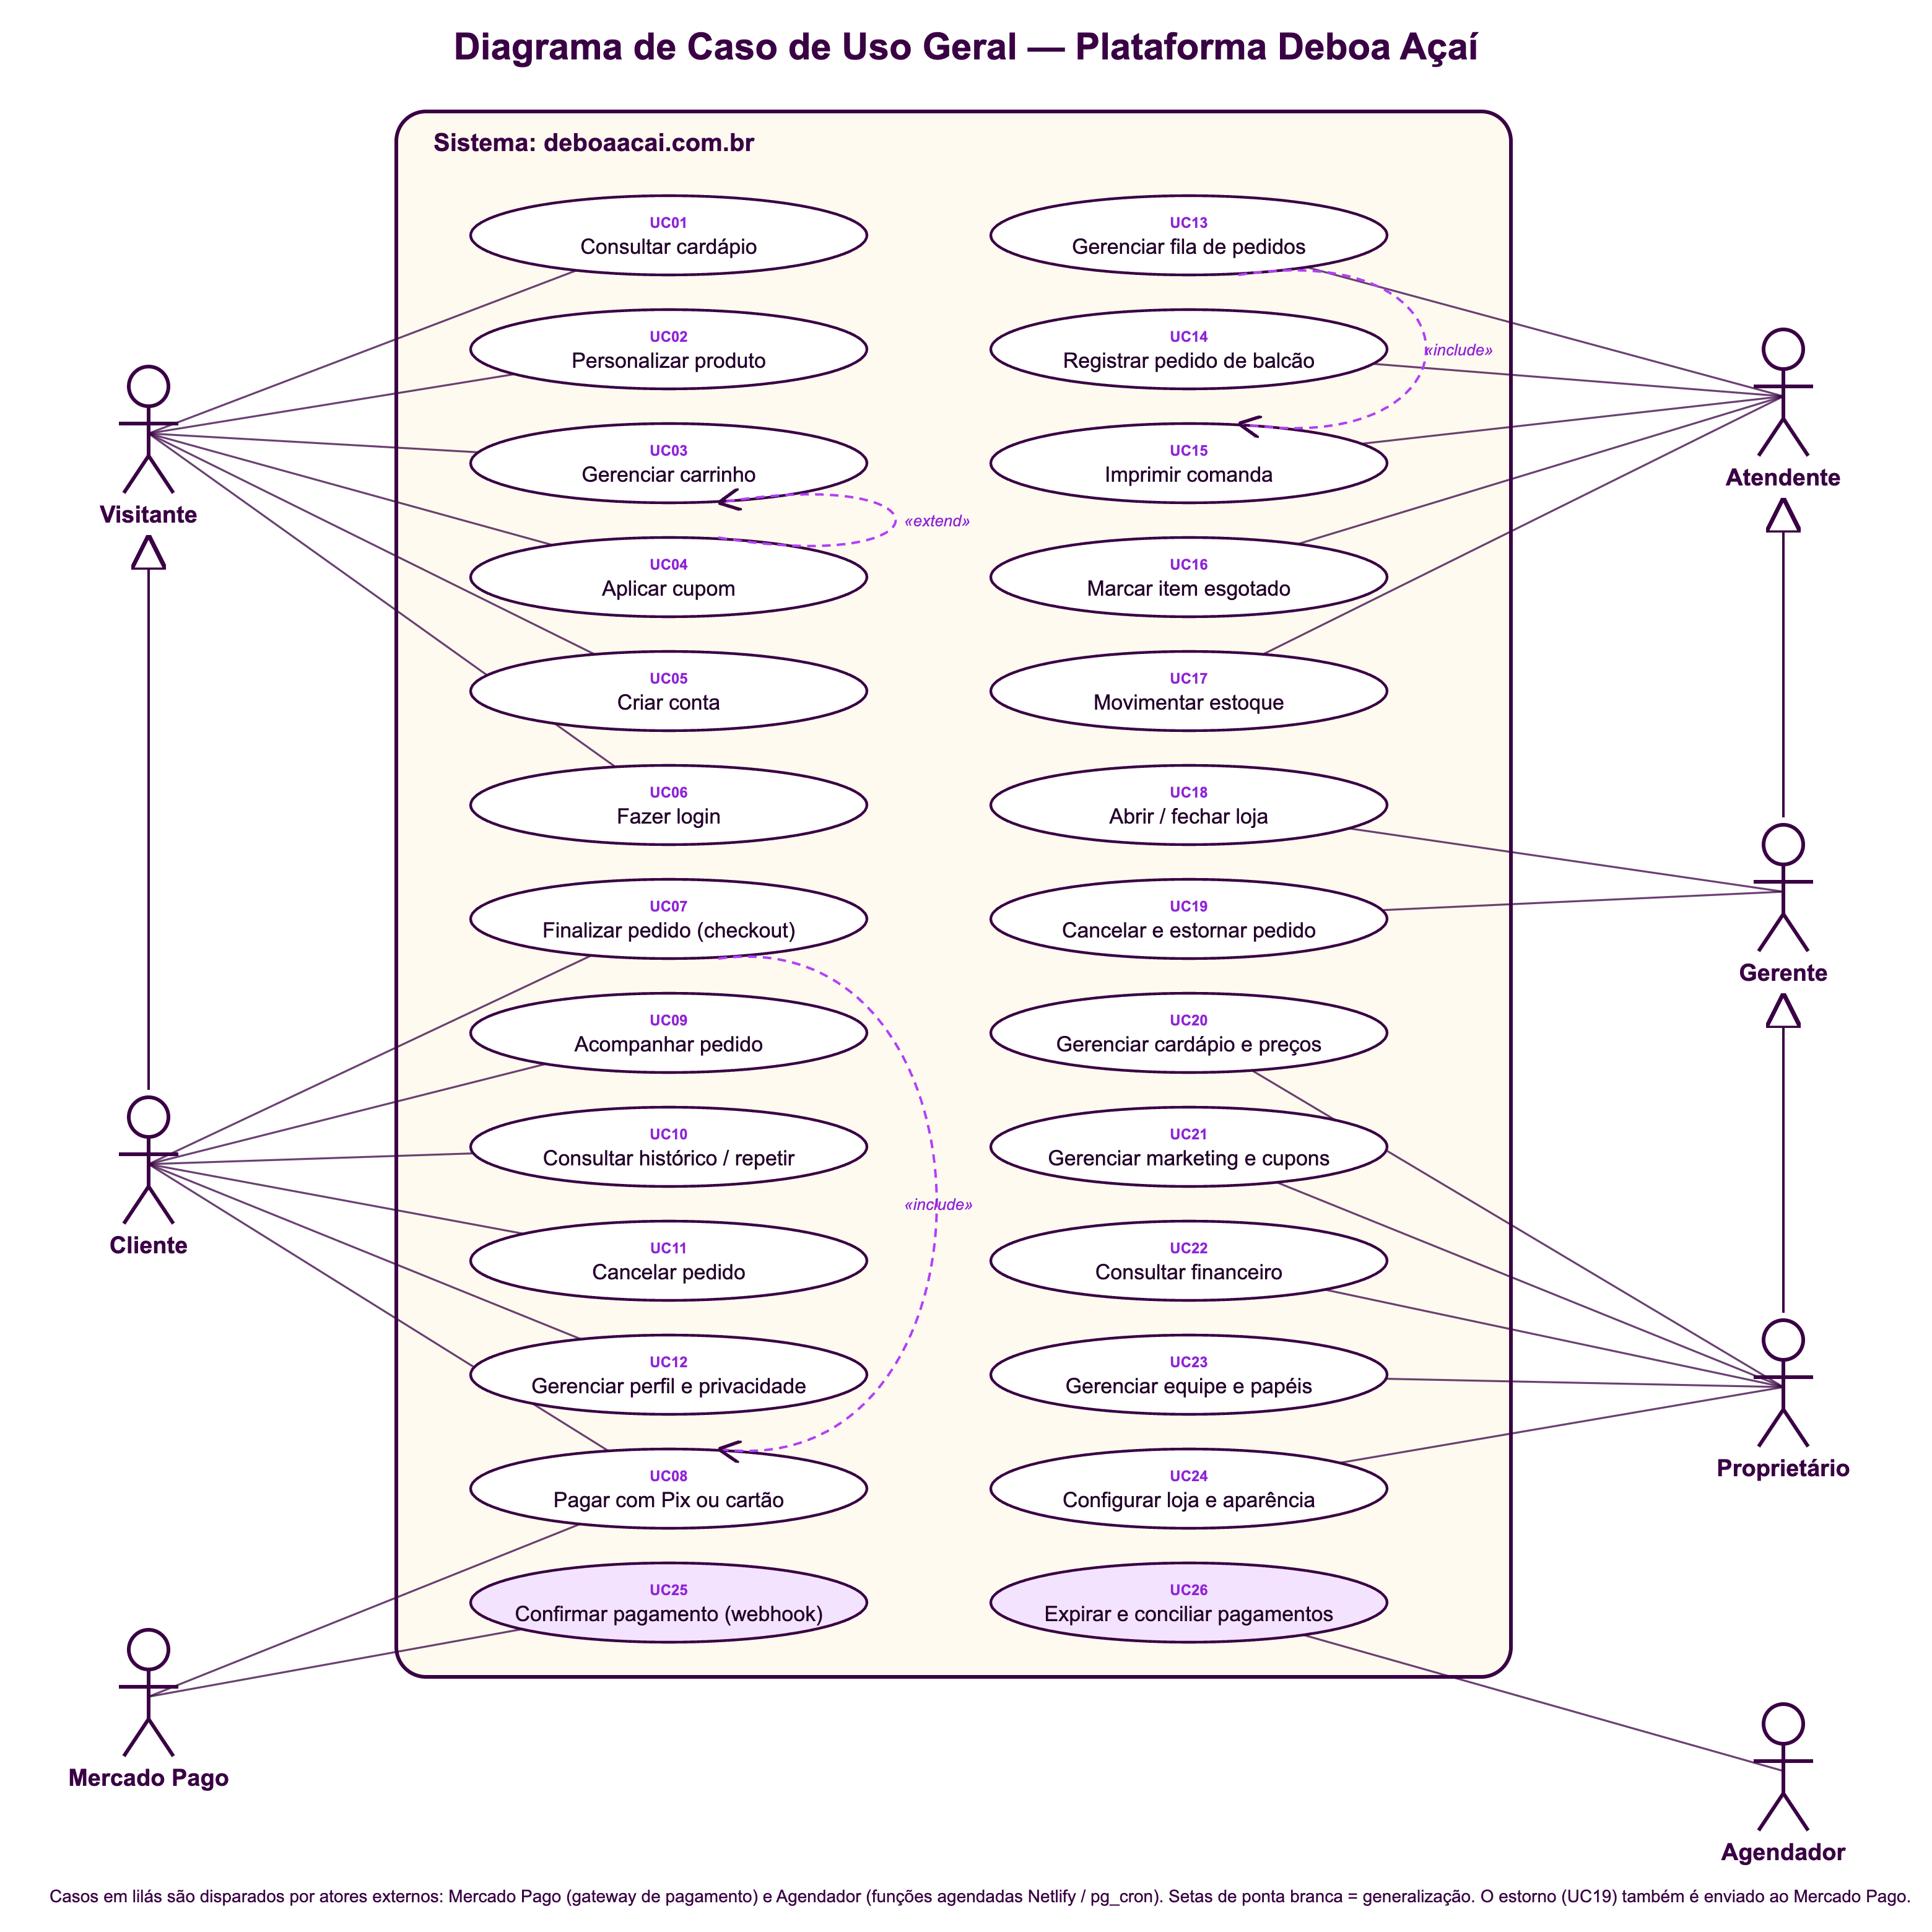 Diagrama de Caso de Uso Geral — Plataforma Deboa Açaí
Sistema: deboaacai.com.br
UC01
Consultar cardápio
UC02
Personalizar produto
UC03
Gerenciar carrinho
«extend»
UC04
Aplicar cupom
UC05
Criar conta
UC06
Fazer login
UC07
Finalizar pedido (checkout)
UC09
Acompanhar pedido
UC10
Consultar histórico / repetir
«include»
UC11
Cancelar pedido
UC12
Gerenciar perfil e privacidade
UC08
Pagar com Pix ou cartão
UC25
Confirmar pagamento (webhook)
UC13
Gerenciar fila de pedidos
«include»
UC14
Registrar pedido de balcão
UC15
Imprimir comanda
UC16
Marcar item esgotado
UC17
Movimentar estoque
UC18
Abrir / fechar loja
UC19
Cancelar e estornar pedido
UC20
Gerenciar cardápio e preços
UC21
Gerenciar marketing e cupons
UC22
Consultar financeiro
UC23
Gerenciar equipe e papéis
UC24
Configurar loja e aparência
UC26
Expirar e conciliar pagamentos
Visitante
Cliente
Mercado Pago
Atendente
Gerente
Proprietário
Agendador
Casos em lilás são disparados por atores externos: Mercado Pago (gateway de pagamento) e Agendador (funções agendadas Netlify / pg_cron). Setas de ponta branca = generalização. O estorno (UC19) também é enviado ao Mercado Pago.